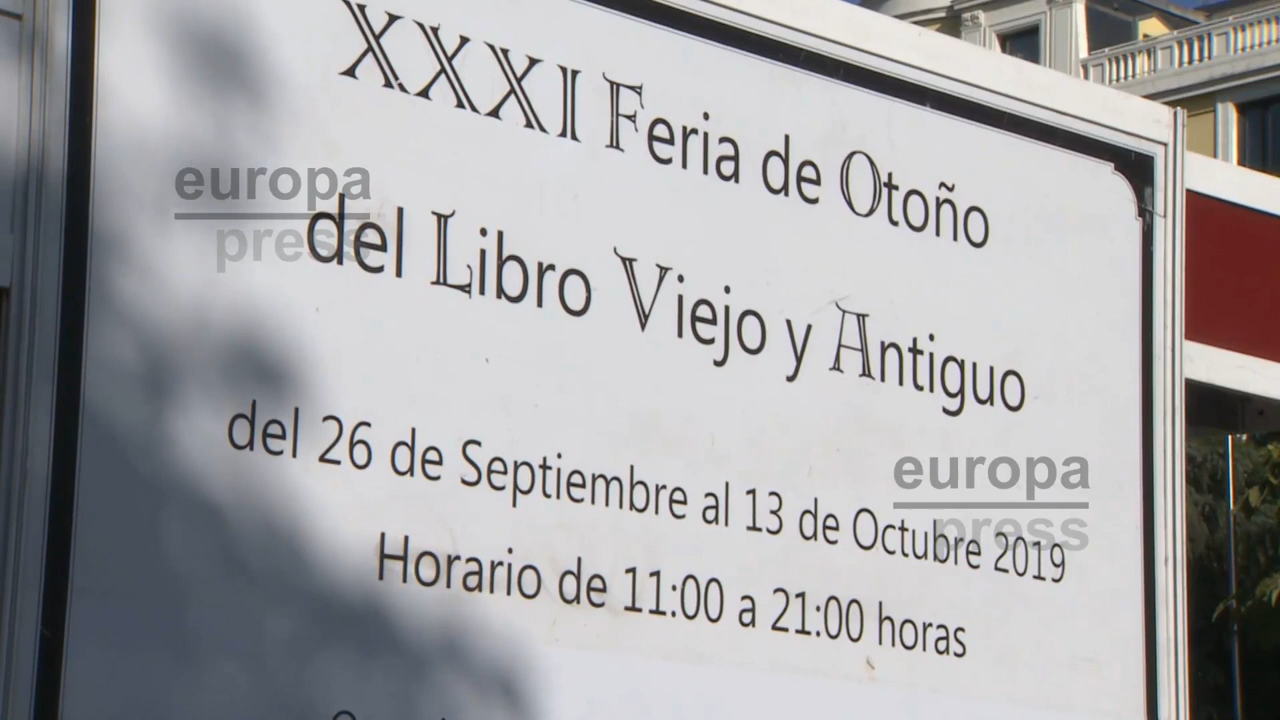 XXXI Feria de Otoño
del Libro Viejo y Antiguo
del 26 de Septiembre al 13 de Octubre 2019
Horario de 11:00 a 21:00 horas
europa
press
europa
press